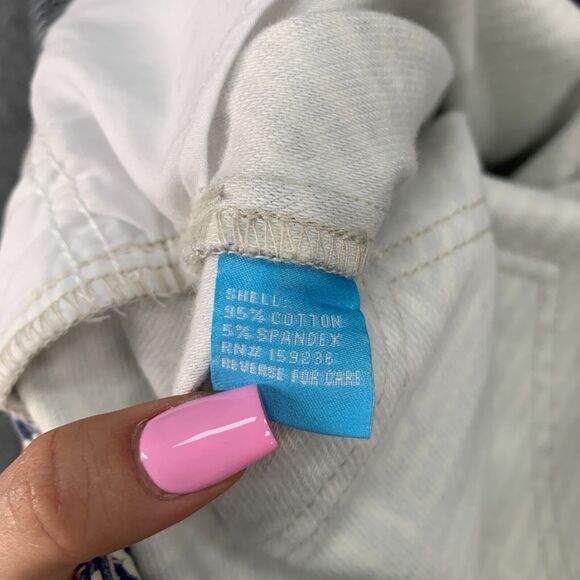 SHELL:
95% COTTON
5% SPANDEX
RN# 159236
REVERSE FOR CARE